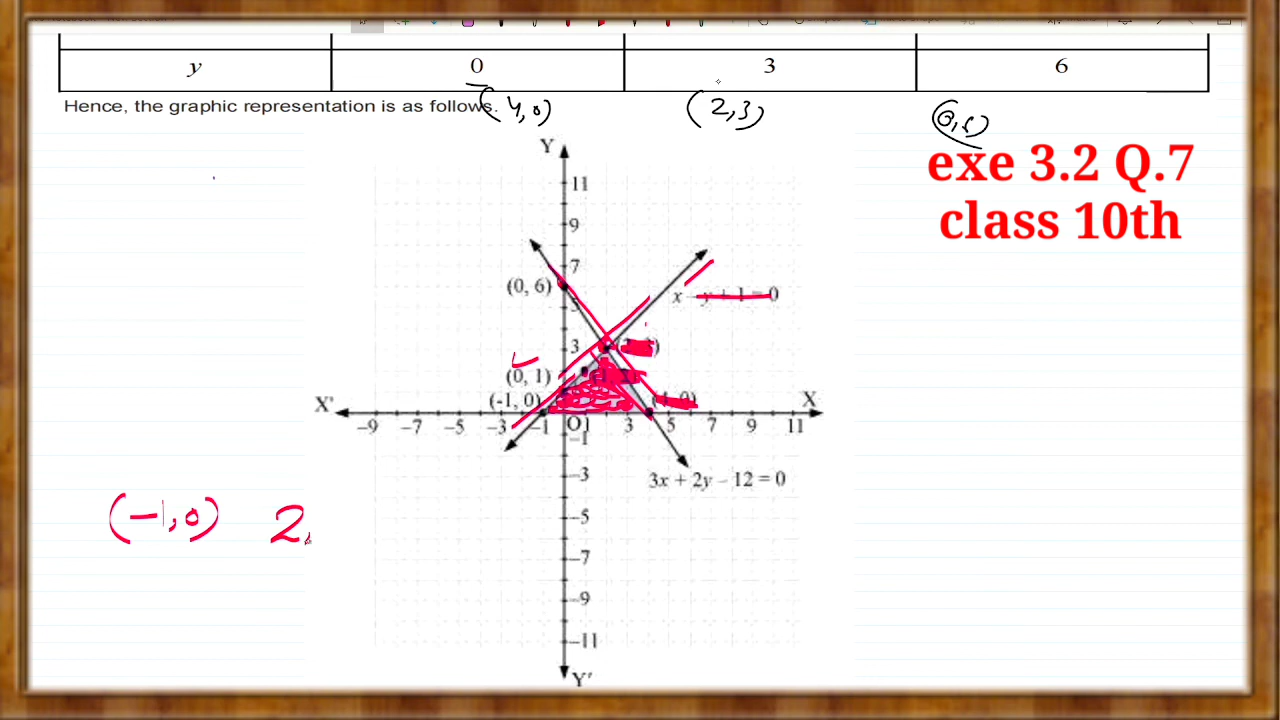 y 0 3 6
Hence, the graphic representation is as follows.
(4,0) (2,3)
exe 3.2 Q.7
class 10th
Y
11
9
7
(0, 6)
5
x – y + 1 = 0
3
(0, 1)
(-1, 0)
X' X
–9 –7 –5 –3 –1 O 1 3 5 7 9 11
–1
–3
3x + 2y – 12 = 0
(-1,0) 2,
–5
–7
–9
–11
Y'